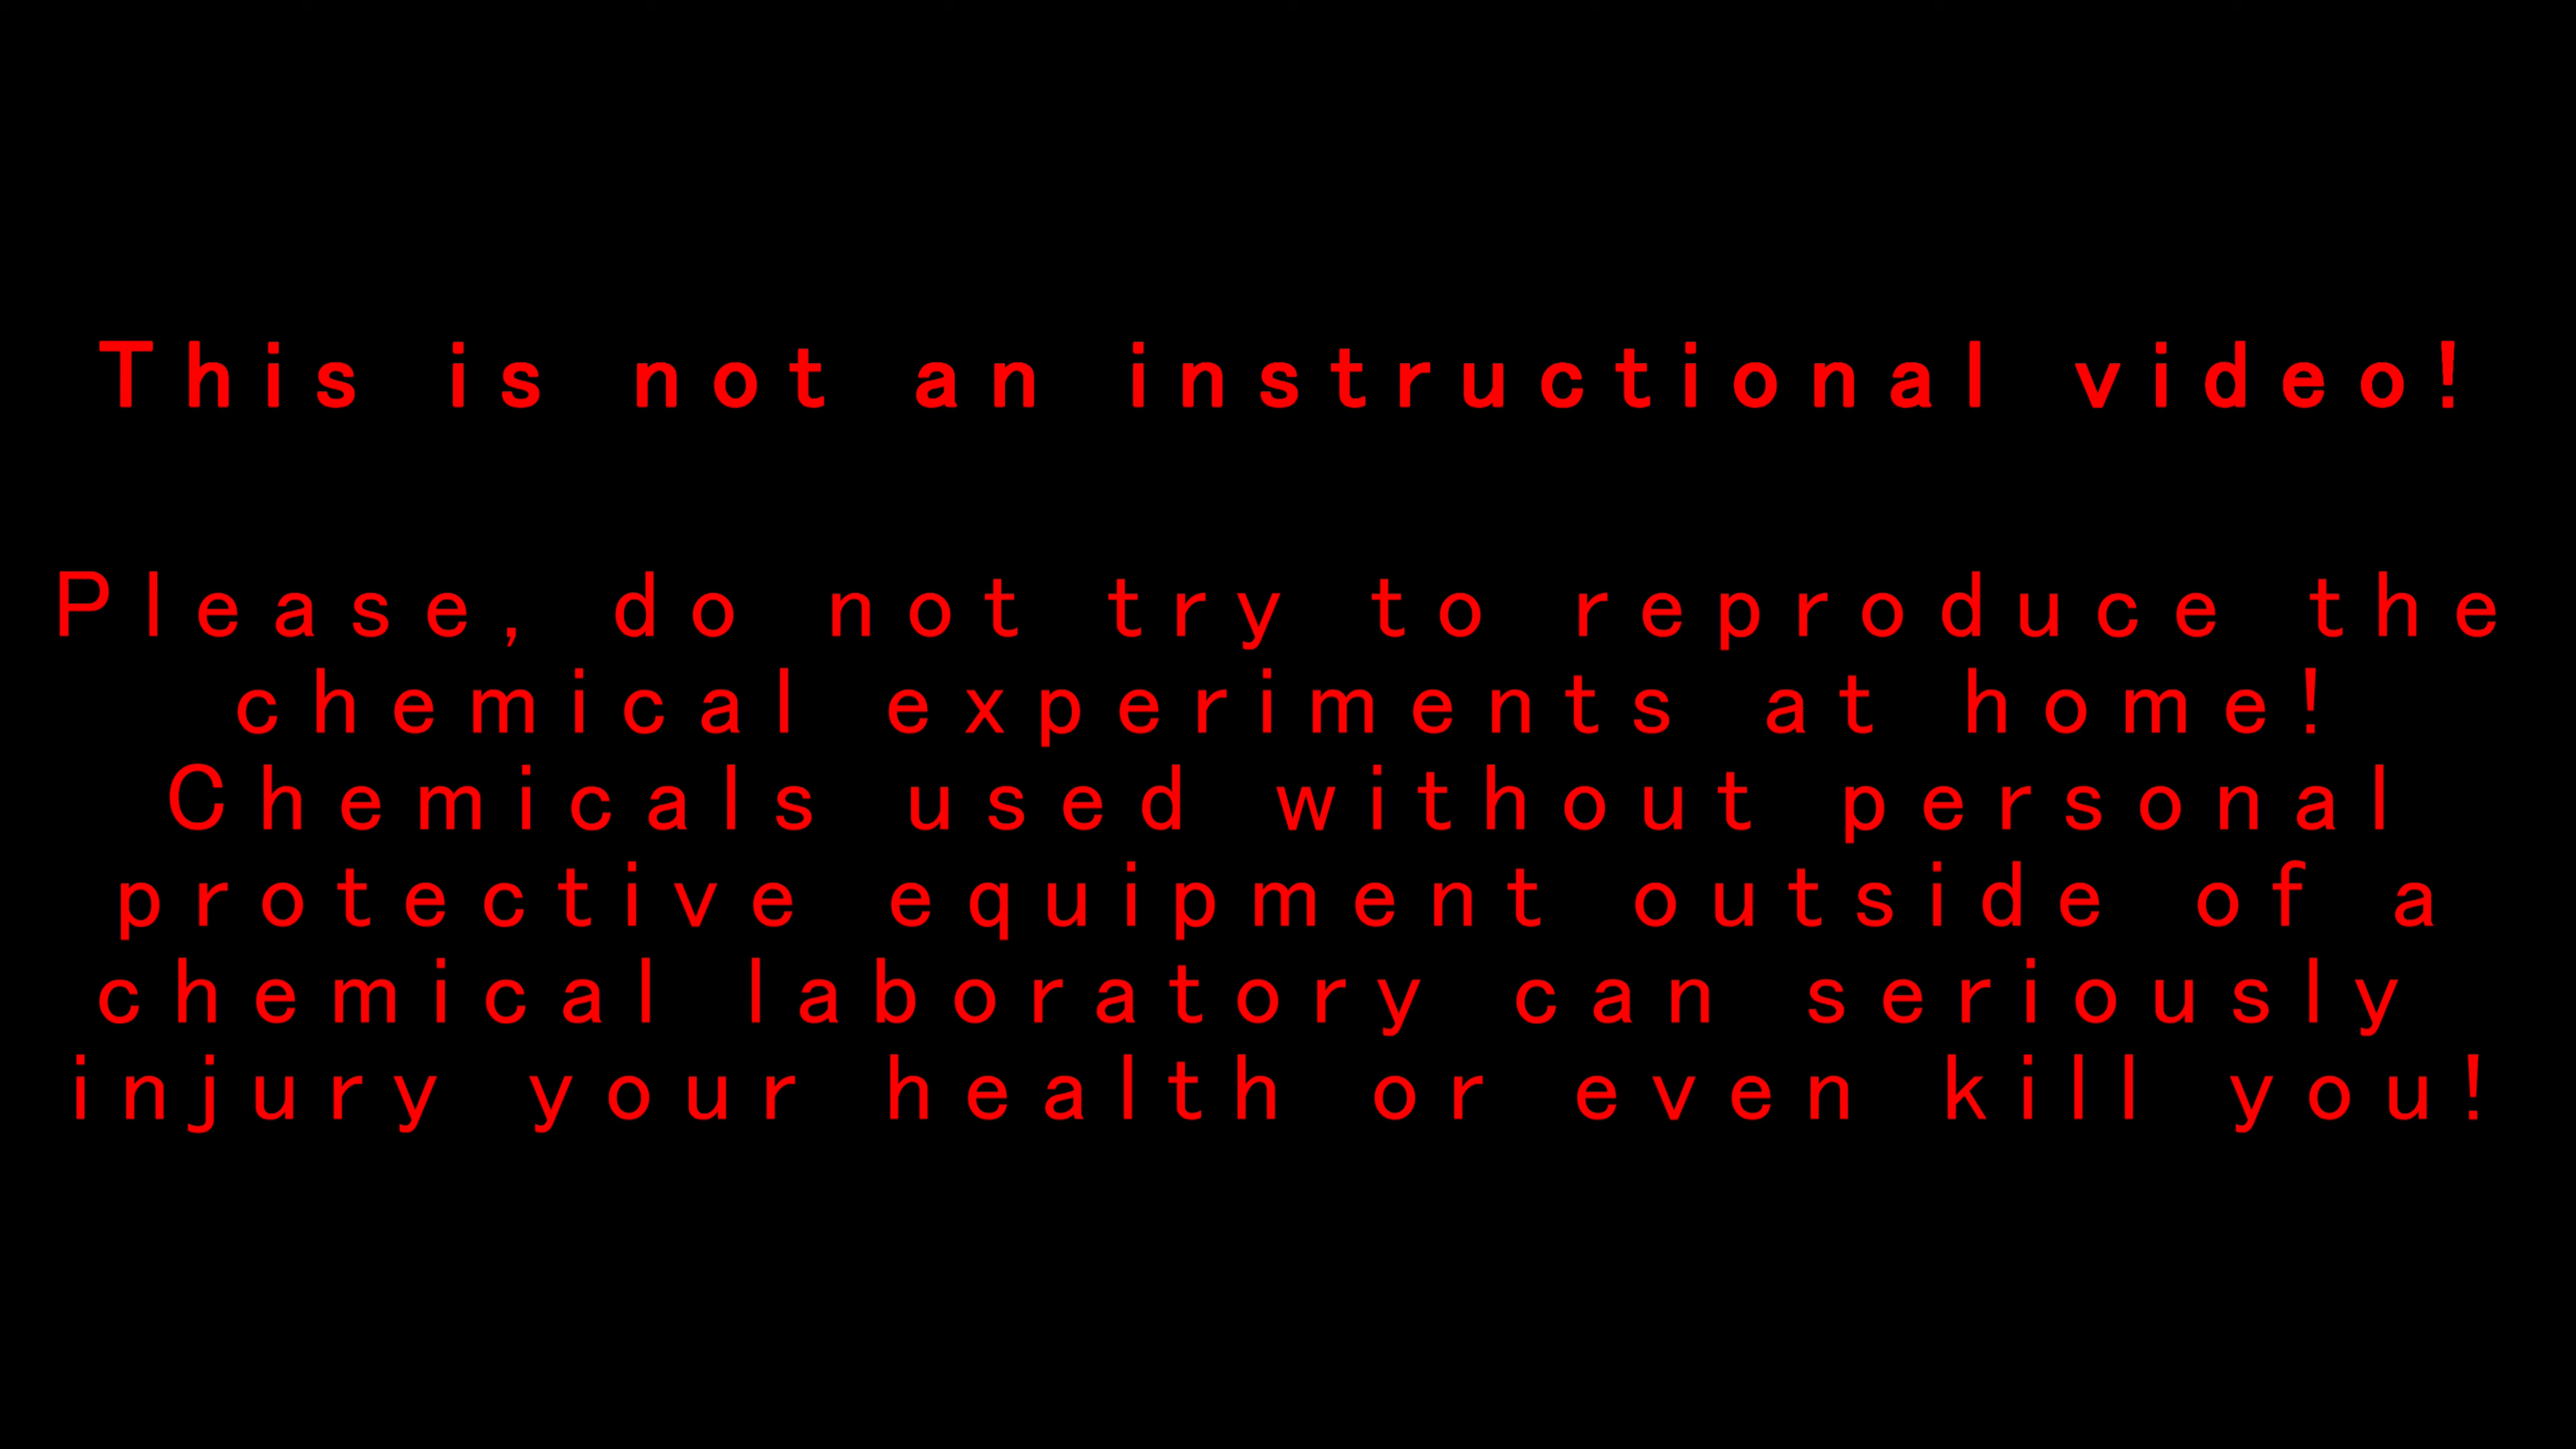 This is not an instructional video!
Please, do not try to reproduce the
chemical experiments at home!
Chemicals used without personal
protective equipment outside of a
chemical laboratory can seriously
injury your health or even kill you!